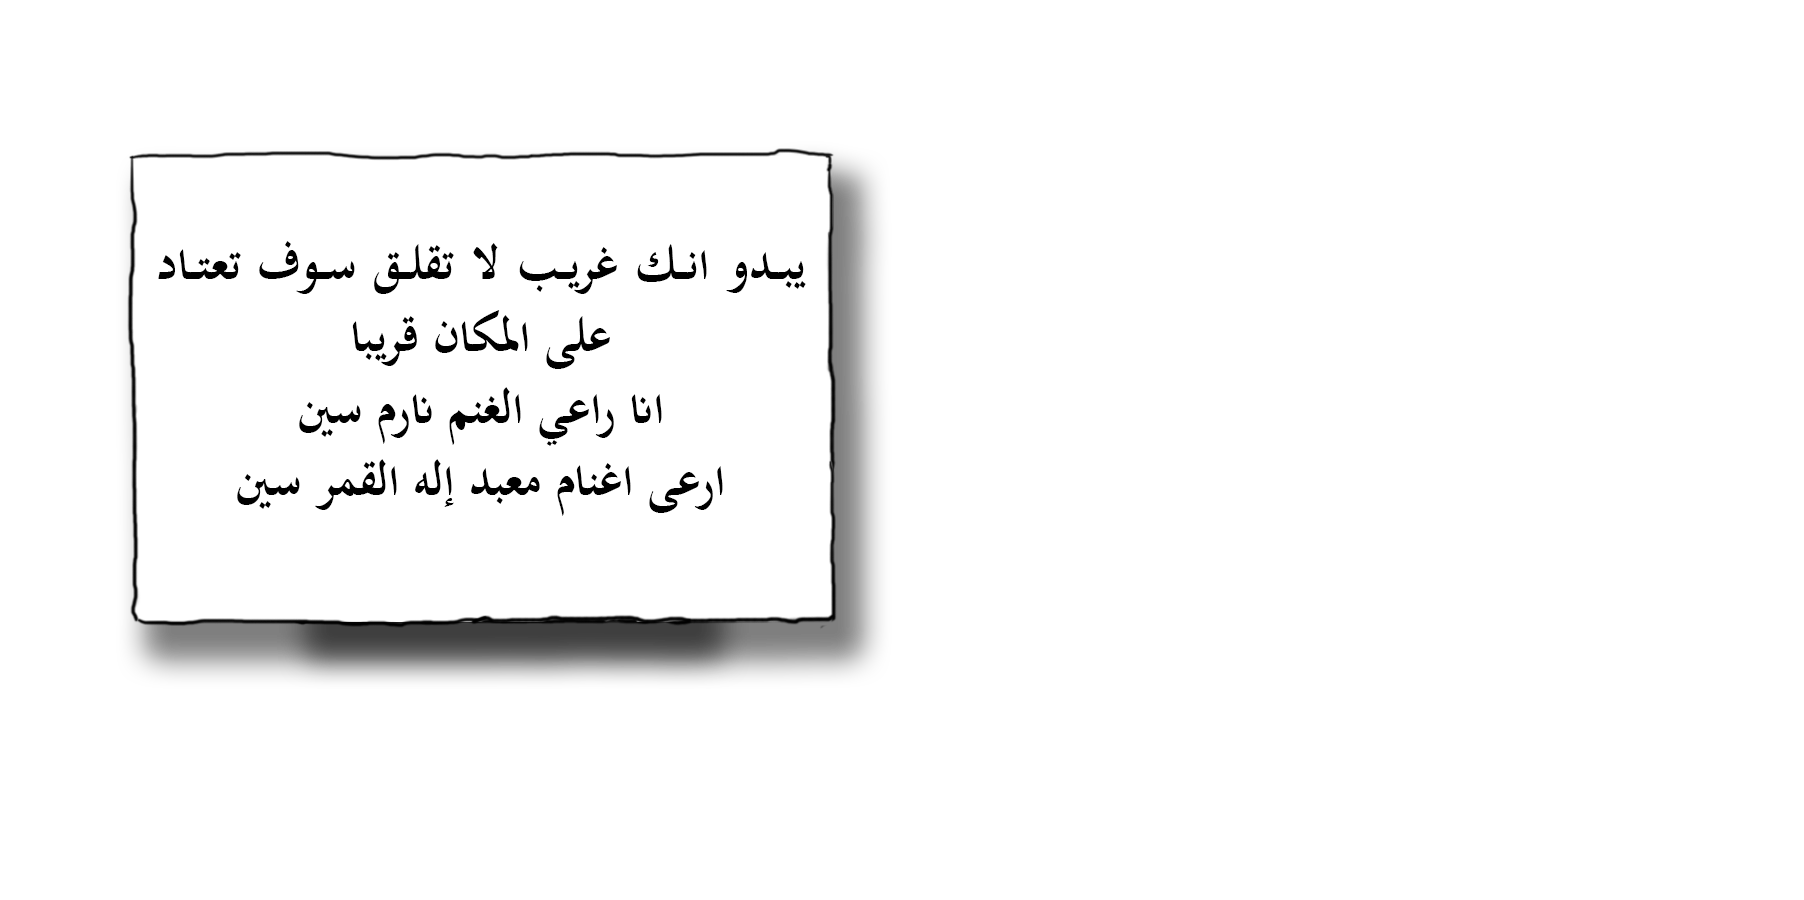 يبدو انك غريب لا تقلق سوف تعتاد
على المكان قريبا
انا راعي الغنم نارم سين
ارعى اغنام معبد إله القمر سين